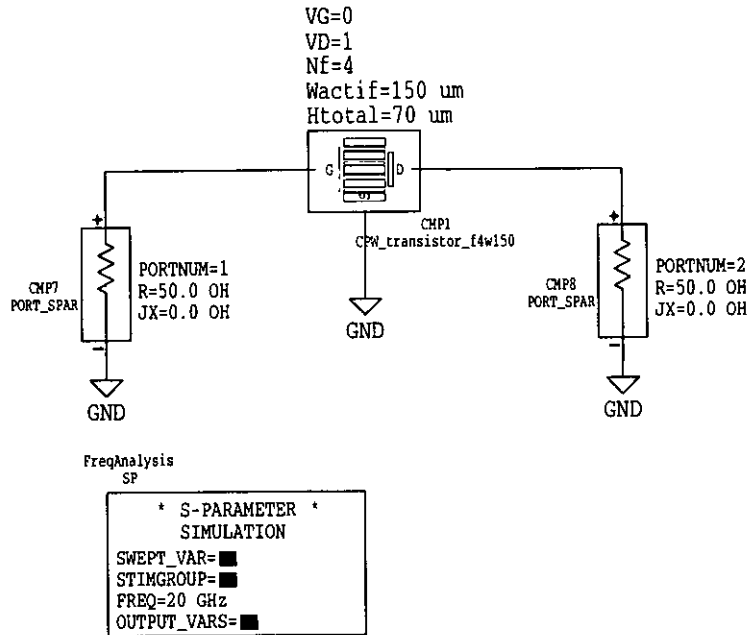 VG=0
VD=1
Nf=4
Wactif=150 um
Htotal=70 um
G
D
CMP1
CPW_transistor_f4w150
GND
+
CMP7
PORT_SPAR
PORTNUM=1
R=50.0 OH
JX=0.0 OH
GND
+
CMP8
PORT_SPAR
PORTNUM=2
R=50.0 OH
JX=0.0 OH
GND
FreqAnalysis
SP
* S-PARAMETER *
SIMULATION
SWEPT_VAR=
STIMGROUP=
FREQ=20 GHz
OUTPUT_VARS=